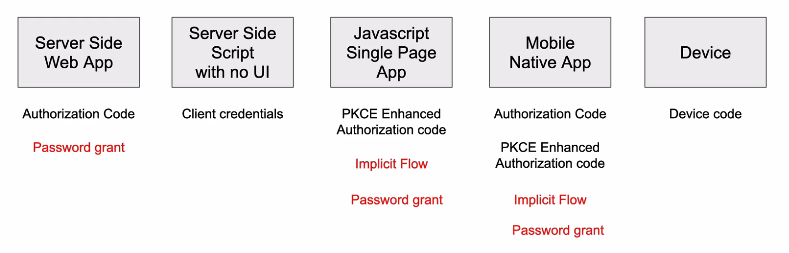 Server Side
Web App
Server Side
Script
with no UI
Javascript
Single Page
App
Mobile
Native App
Device
Authorization Code
Password grant
Client credentials
PKCE Enhanced
Authorization code
Implicit Flow
Password grant
Authorization Code
PKCE Enhanced
Authorization code
Implicit Flow
Password grant
Device code